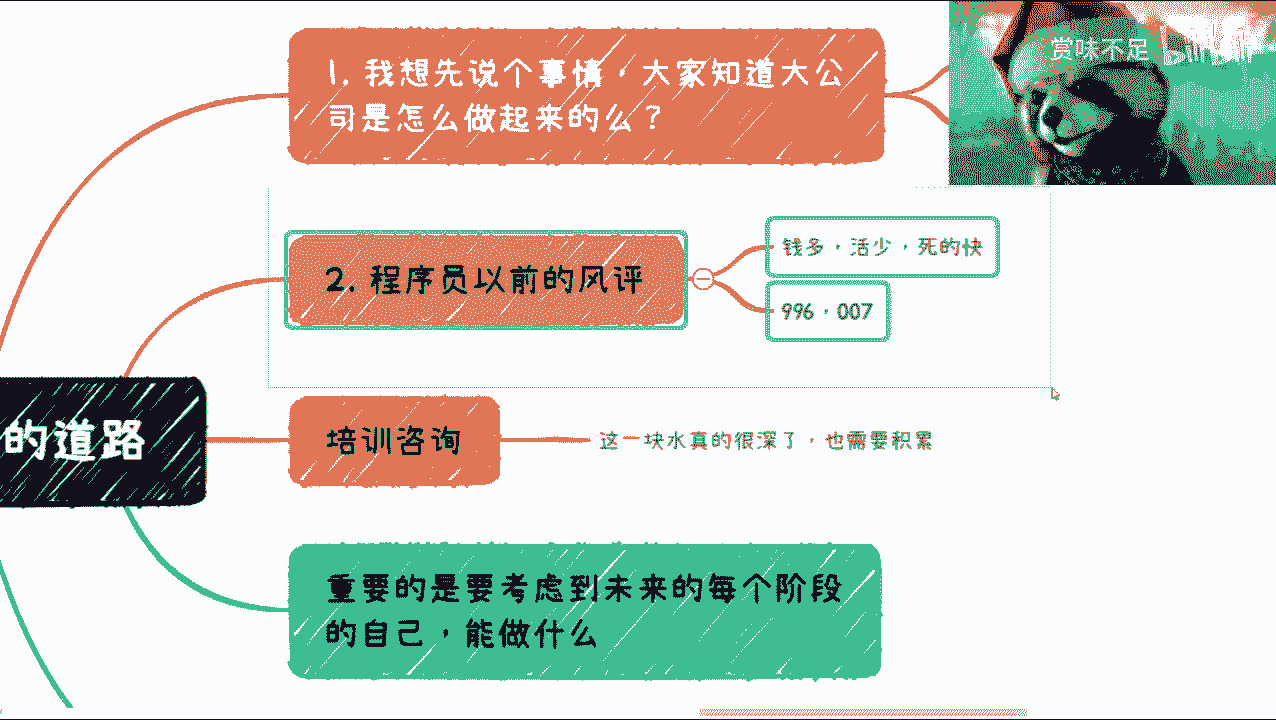 1. 我想先说个事情，大家知道大公
司是怎么做起来的么？
赏味不足
bilibili
2. 程序员以前的风评
钱多，活少，死的快
996，007
的道路
培训咨询
这一块水真的很深了，也需要积累
重要的是要考虑到未来的每个阶段
的自己，能做什么